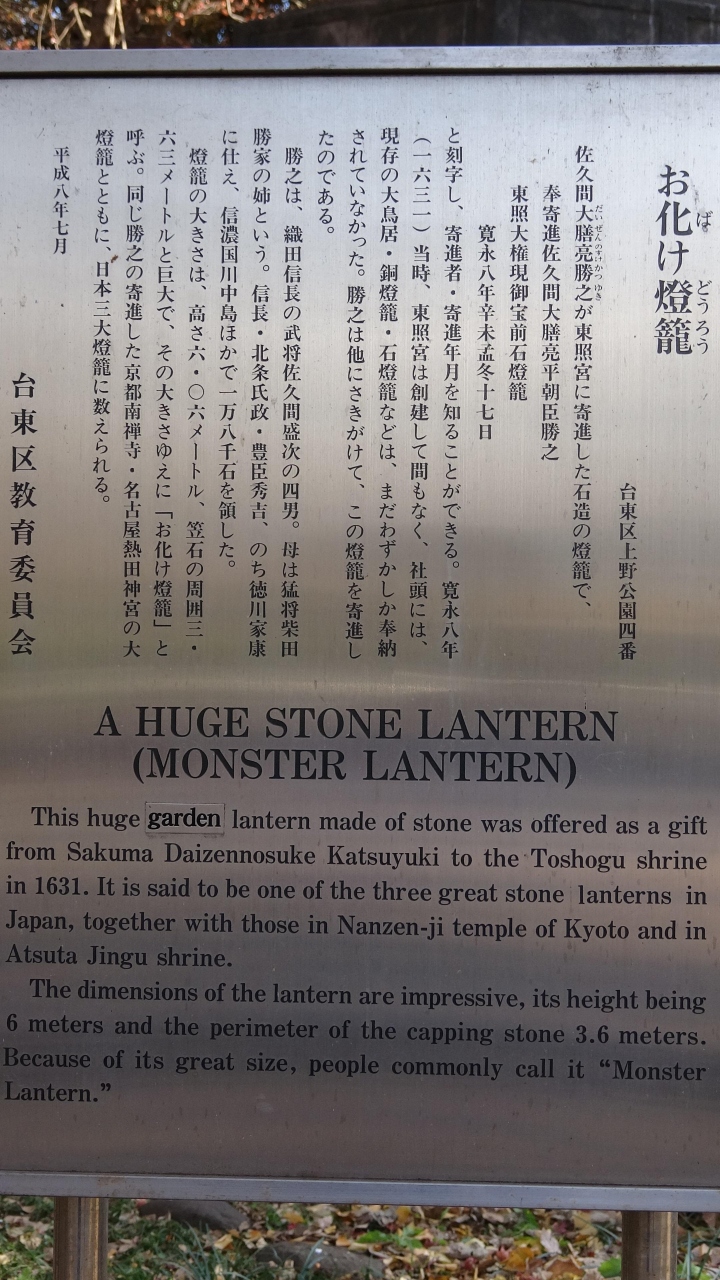 お化け燈籠
ばどうろう
台東区上野公園四番
佐久間大膳亮勝之が東照宮に寄進した石造の燈籠で、
だいぜんのすけかつゆき
奉寄進佐久間大膳亮平朝臣勝之
東照大権現御宝前石燈籠
寛永八年辛未孟冬十七日
と刻字し、寄進者・寄進年月を知ることができる。寛永八年
(一六三一)当時、東照宮は創建して間もなく、社頭には、
現存の大鳥居・銅燈籠・石燈籠などは、まだわずかしか奉納
されていなかった。勝之は他にさきがけて、この燈籠を寄進し
たのである。
勝之は、織田信長の武将佐久間盛次の四男。母は猛将柴田
勝家の姉という。信長・北条氏政・豊臣秀吉、のち徳川家康
に仕え、信濃国川中島ほかで一万八千石を領した。
燈籠の大きさは、高さ六・〇六メートル、笠石の周囲三・
六三メートルと巨大で、その大きさゆえに「お化け燈籠」と
呼ぶ。同じ勝之の寄進した京都南禅寺・名古屋熱田神宮の大
燈籠とともに、日本三大燈籠に数えられる。
平成八年七月
台東区教育委員会
A HUGE STONE LANTERN
(MONSTER LANTERN)
This huge garden lantern made of stone was offered as a gift
from Sakuma Daizennosuke Katsuyuki to the Toshogu shrine
in 1631. It is said to be one of the three great stone lanterns in
Japan, together with those in Nanzen-ji temple of Kyoto and in
Atsuta Jingu shrine.
The dimensions of the lantern are impressive, its height being
6 meters and the perimeter of the capping stone 3.6 meters.
Because of its great size, people commonly call it “Monster
Lantern.”